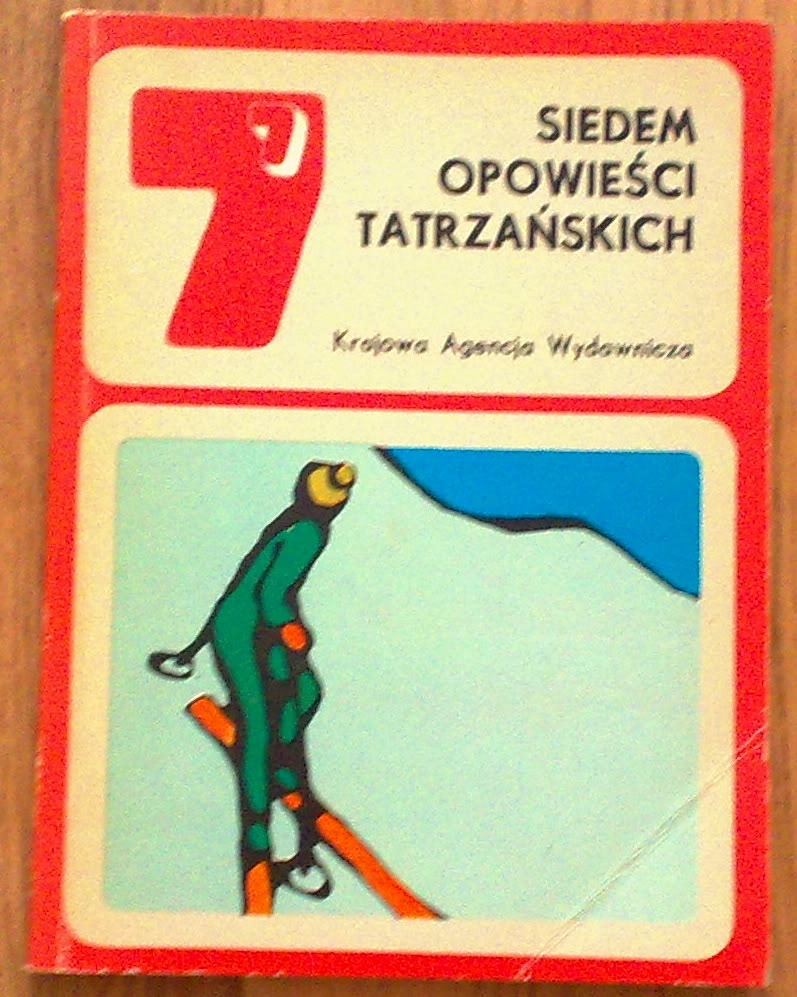 7
SIEDEM
OPOWIEŚCI
TATRZAŃSKICH
Krajowa Agencja Wydawnicza